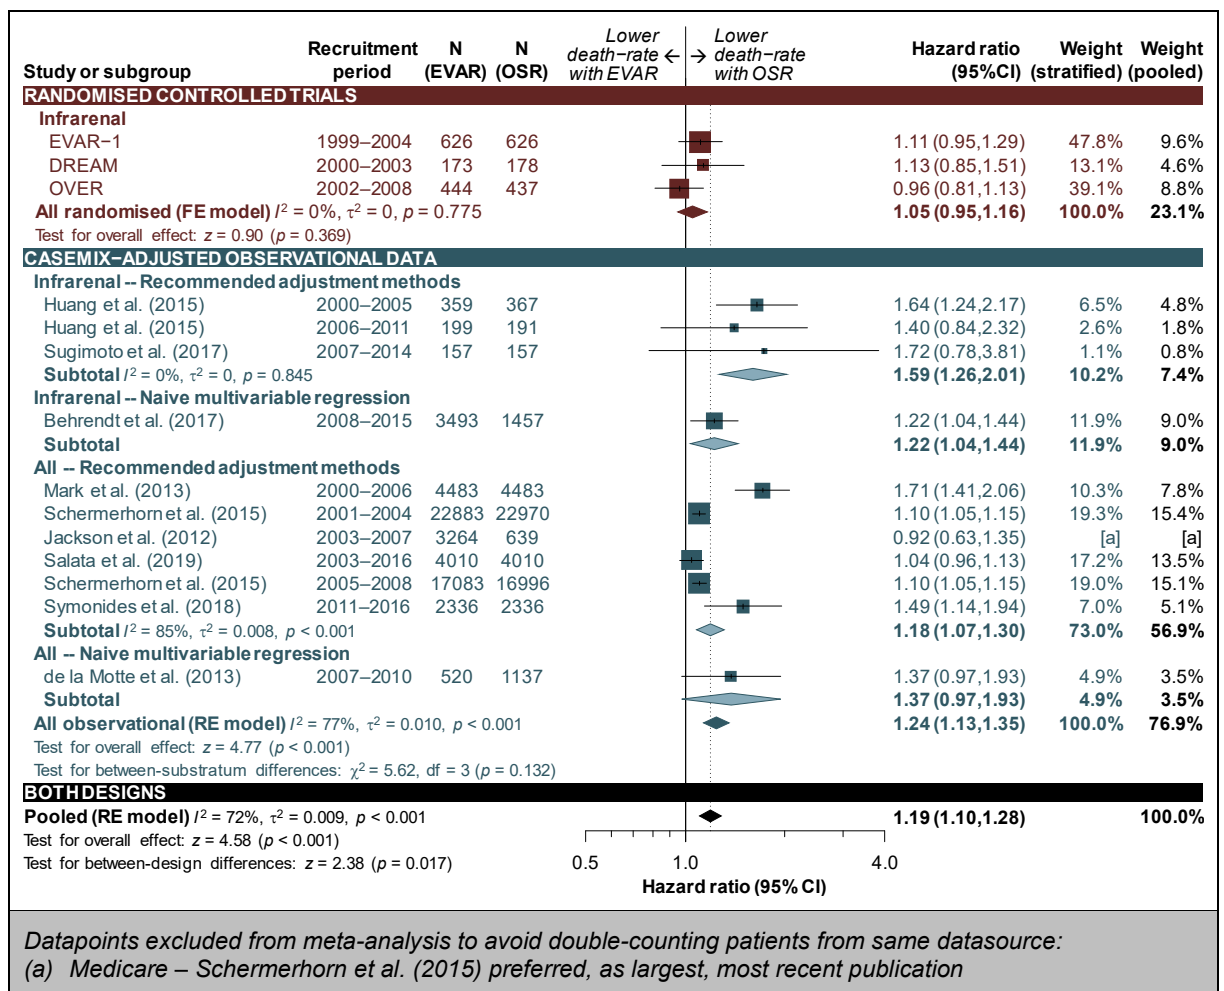 Lower death−rate with EVAR ← → Lower death−rate with OSR
Study or subgroup Recruitment period N (EVAR) N (OSR) Hazard ratio (95%CI) Weight (stratified) Weight (pooled)
RANDOMISED CONTROLLED TRIALS
Infrarenal
EVAR−1 1999–2004 626 626 1.11 (0.95,1.29) 47.8% 9.6%
DREAM 2000–2003 173 178 1.13 (0.85,1.51) 13.1% 4.6%
OVER 2002–2008 444 437 0.96 (0.81,1.13) 39.1% 8.8%
All randomised (FE model) I² = 0%, τ² = 0, p = 0.775 1.05 (0.95,1.16) 100.0% 23.1%
Test for overall effect: z = 0.90 (p = 0.369)
CASEMIX−ADJUSTED OBSERVATIONAL DATA
Infrarenal -- Recommended adjustment methods
Huang et al. (2015) 2000–2005 359 367 1.64 (1.24,2.17) 6.5% 4.8%
Huang et al. (2015) 2006–2011 199 191 1.40 (0.84,2.32) 2.6% 1.8%
Sugimoto et al. (2017) 2007–2014 157 157 1.72 (0.78,3.81) 1.1% 0.8%
Subtotal I² = 0%, τ² = 0, p = 0.845 1.59 (1.26,2.01) 10.2% 7.4%
Infrarenal -- Naive multivariable regression
Behrendt et al. (2017) 2008–2015 3493 1457 1.22 (1.04,1.44) 11.9% 9.0%
Subtotal 1.22 (1.04,1.44) 11.9% 9.0%
All -- Recommended adjustment methods
Mark et al. (2013) 2000–2006 4483 4483 1.71 (1.41,2.06) 10.3% 7.8%
Schermerhorn et al. (2015) 2001–2004 22883 22970 1.10 (1.05,1.15) 19.3% 15.4%
Jackson et al. (2012) 2003–2007 3264 639 0.92 (0.63,1.35) [a] [a]
Salata et al. (2019) 2003–2016 4010 4010 1.04 (0.96,1.13) 17.2% 13.5%
Schermerhorn et al. (2015) 2005–2008 17083 16996 1.10 (1.05,1.15) 19.0% 15.1%
Symonides et al. (2018) 2011–2016 2336 2336 1.49 (1.14,1.94) 7.0% 5.1%
Subtotal I² = 85%, τ² = 0.008, p < 0.001 1.18 (1.07,1.30) 73.0% 56.9%
All -- Naive multivariable regression
de la Motte et al. (2013) 2007–2010 520 1137 1.37 (0.97,1.93) 4.9% 3.5%
Subtotal 1.37 (0.97,1.93) 4.9% 3.5%
All observational (RE model) I² = 77%, τ² = 0.010, p < 0.001 1.24 (1.13,1.35) 100.0% 76.9%
Test for overall effect: z = 4.77 (p < 0.001)
Test for between-substratum differences: χ² = 5.62, df = 3 (p = 0.132)
BOTH DESIGNS
Pooled (RE model) I² = 72%, τ² = 0.009, p < 0.001 1.19 (1.10,1.28) 100.0%
Test for overall effect: z = 4.58 (p < 0.001)
Test for between-design differences: z = 2.38 (p = 0.017)
0.5 1.0 4.0
Hazard ratio (95% CI)
Datapoints excluded from meta-analysis to avoid double-counting patients from same datasource:
(a) Medicare – Schermerhorn et al. (2015) preferred, as largest, most recent publication